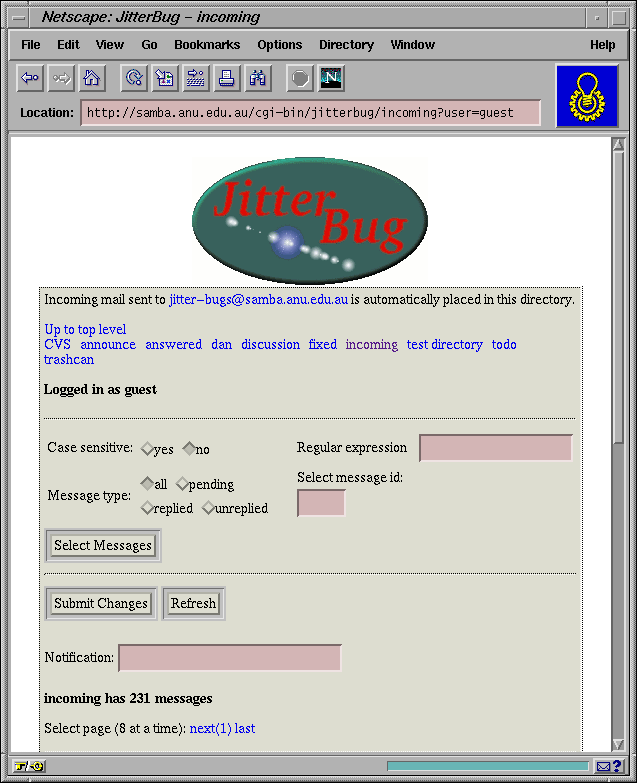 Netscape: JitterBug - incoming
File Edit View Go Bookmarks Options Directory Window Help
N
Location: http://samba.anu.edu.au/cgi-bin/jitterbug/incoming?user=guest
Jitter
Bug
Incoming mail sent to jitter-bugs@samba.anu.edu.au is automatically placed in this directory.
Up to top level
CVS announce answered dan discussion fixed incoming test directory todo
trashcan
Logged in as guest
Case sensitive: yes no Regular expression
Select message id:
Message type: all pending
replied unreplied
Select Messages
Submit Changes Refresh
Notification:
incoming has 231 messages
Select page (8 at a time): next(1) last
?